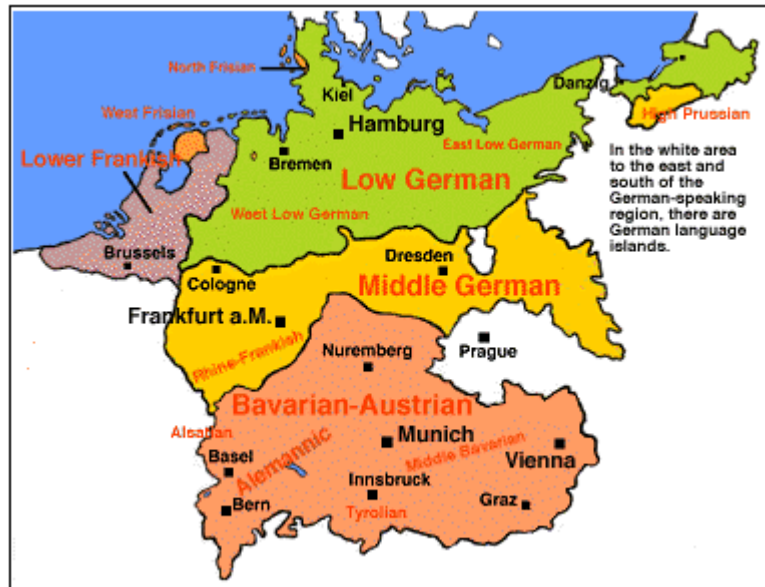 North Frisian
Danzig
Kiel
West Frisian
High Prussian
Hamburg
Lower Frankish
East Low German
Bremen
In the white area
to the east and
south of the
German-speaking
region, there are
German language
islands.
Low German
West Low German
Brussels
Dresden
Cologne
Middle German
Frankfurt a.M.
Rhine-Frankish
Nuremberg
Prague
Bavarian-Austrian
Alsatian
Munich
Middle Bavarian
Basel
Alemannic
Vienna
Innsbruck
Bern
Tyrolian
Graz